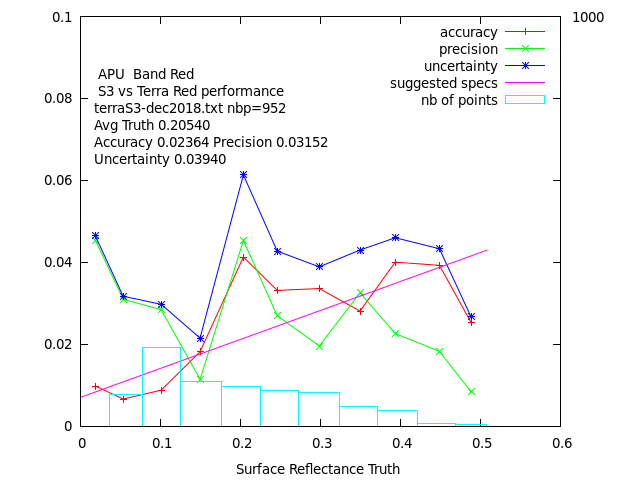 0.1
1000
accuracy
precision
uncertainty
suggested specs
nb of points
APU  Band Red
S3 vs Terra Red performance
terraS3-dec2018.txt nbp=952
Avg Truth 0.20540
Accuracy 0.02364 Precision 0.03152
Uncertainty 0.03940
0.08
0.06
0.04
0.02
0
0 0.1 0.2 0.3 0.4 0.5 0.6
Surface Reflectance Truth